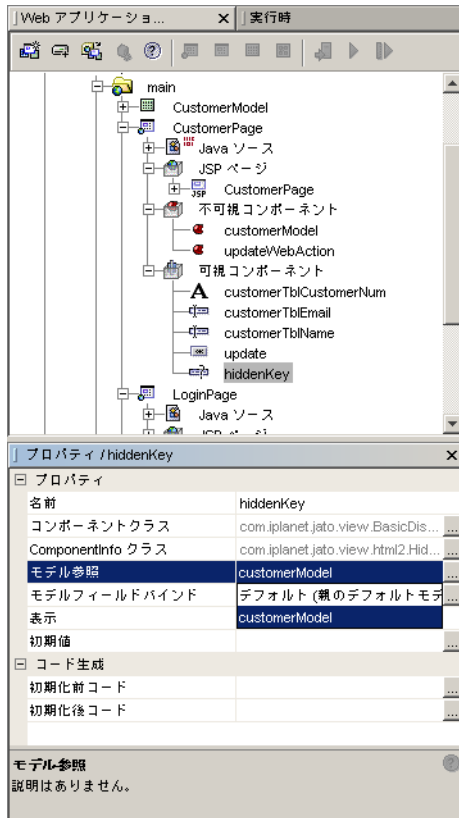 Web アプリケーショ... 実行時
main
CustomerModel
CustomerPage
Java ソース
JSP ページ
CustomerPage
不可視コンポーネント
customerModel
updateWebAction
可視コンポーネント
customerTblCustomerNum
customerTblEmail
customerTblName
update
hiddenKey
LoginPage
Java ソース
プロパティ /hiddenKey
プロパティ
名前 hiddenKey
コンポーネントクラス com.iplanet.jato.view.BasicDis... ...
ComponentInfo クラス com.iplanet.jato.view.html2.Hid... ...
モデル参照 customerModel
モデルフィールドバインド デフォルト (親のデフォルトモデ ...
表示 customerModel
初期値 ...
コード生成
初期化前コード ...
初期化後コード ...
モデル参照
説明はありません。